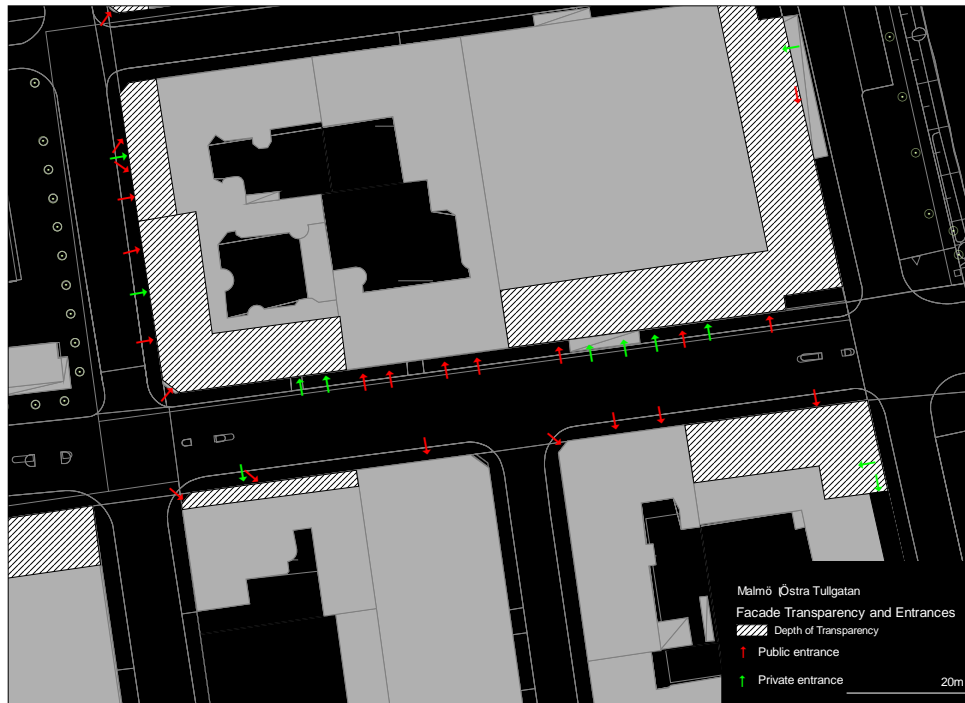 Malmö |Östra Tullgatan
Facade Transparency and Entrances
Depth of Transparency
Public entrance
Private entrance
20m